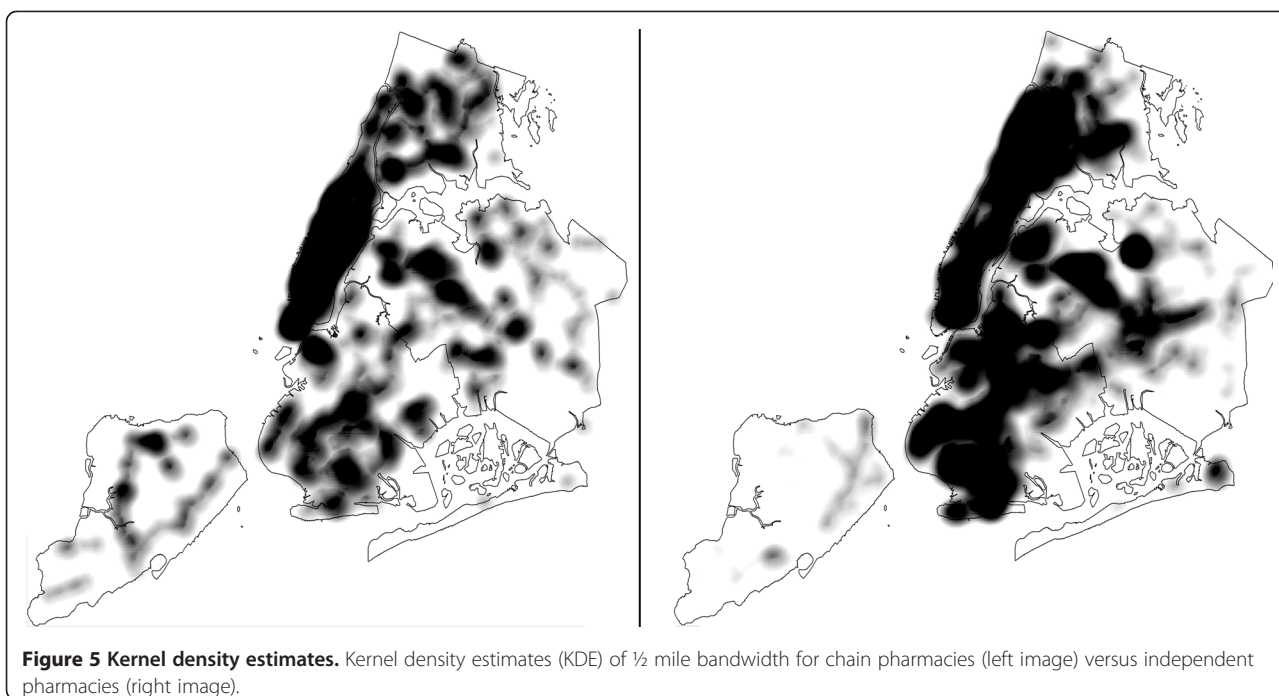 Figure 5 Kernel density estimates. Kernel density estimates (KDE) of ½ mile bandwidth for chain pharmacies (left image) versus independent
pharmacies (right image).